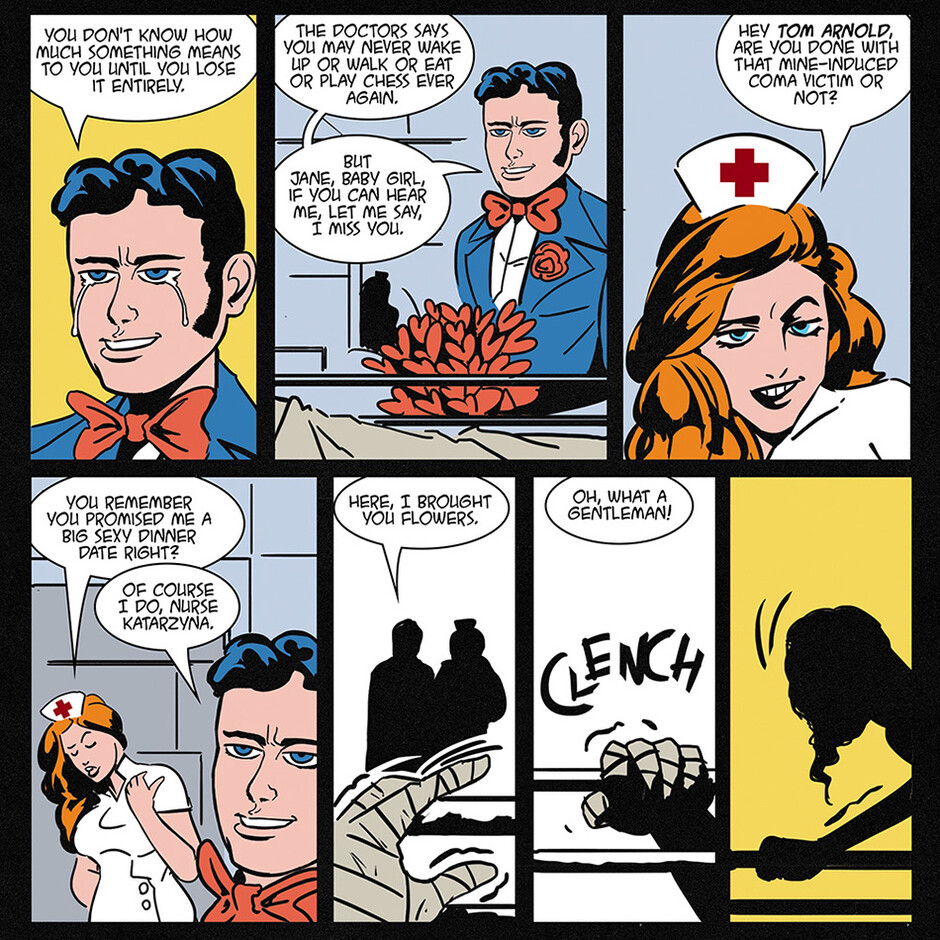 YOU DON'T KNOW HOW
MUCH SOMETHING MEANS
TO YOU UNTIL YOU LOSE
IT ENTIRELY.
THE DOCTORS SAYS
YOU MAY NEVER WAKE
UP OR WALK OR EAT
OR PLAY CHESS EVER
AGAIN.
BUT
JANE, BABY GIRL,
IF YOU CAN HEAR
ME, LET ME SAY,
I MISS YOU.
HEY TOM ARNOLD,
ARE YOU DONE WITH
THAT MINE-INDUCED
COMA VICTIM OR
NOT?
YOU REMEMBER
YOU PROMISED ME A
BIG SEXY DINNER
DATE RIGHT?
OF COURSE
I DO, NURSE
KATARZYNA.
HERE, I BROUGHT
YOU FLOWERS.
OH, WHAT A
GENTLEMAN!
CLENCH